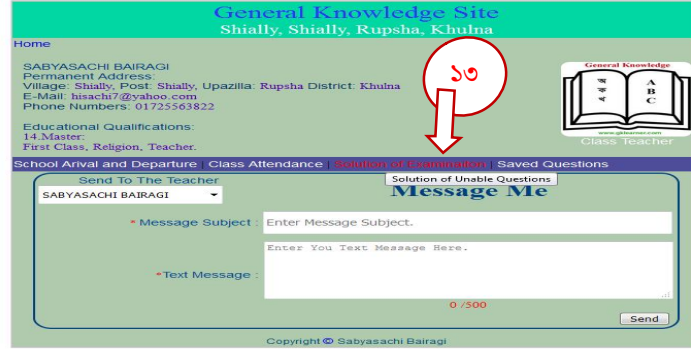 General Knowledge Site
Shially, Shially, Rupsha, Khulna
Home
SABYASACHI BAIRAGI
Permanent Address:
Village: Shially, Post: Shially, Upazilla: Rupsha District: Khulna
E-Mail: hisachi7@yahoo.com
Phone Numbers: 01725563822
Educational Qualifications:
14.Master:
First Class, Religion, Teacher.
১৩
General Knowledge
অ
ক
ৰ্ঙ
A
B
C
www.gklearner.com
Class Teacher
School Arival and Departure | Class Attendance | Solution of Examination | Saved Questions
Send To The Teacher
Solution of Unable Questions
SABYASACHI BAIRAGI
Message Me
* Message Subject : Enter Message Subject.
*Text Message : Enter You Text Message Here.
0 /500
Send
Copyright © Sabyasachi Bairagi